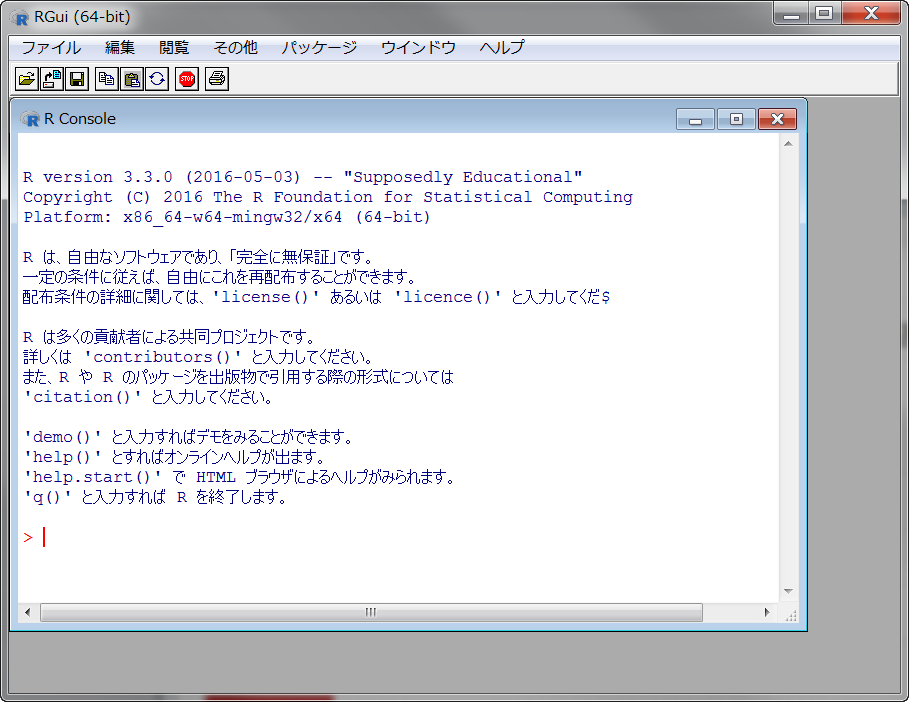 RGui (64-bit)
ファイル 編集 閲覧 その他 パッケージ ウインドウ ヘルプ
STOP
R Console
R version 3.3.0 (2016-05-03) -- "Supposedly Educational"
Copyright (C) 2016 The R Foundation for Statistical Computing
Platform: x86_64-w64-mingw32/x64 (64-bit)
R は、自由なソフトウェアであり、「完全に無保証」です。
一定の条件に従えば、自由にこれを再配布することができます。
配布条件の詳細に関しては、'license()' あるいは 'licence()' と入力してくだ$
R は多くの貢献者による共同プロジェクトです。
詳しくは 'contributors()' と入力してください。
また、R や R のパッケージを出版物で引用する際の形式については
'citation()' と入力してください。
'demo()' と入力すればデモをみることができます。
'help()' とすればオンラインヘルプが出ます。
'help.start()' で HTML ブラウザによるヘルプがみられます。
'q()' と入力すれば R を終了します。
>